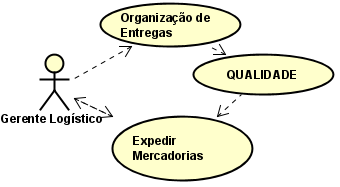 Organização de
Entregas
QUALIDADE
Gerente Logístico
Expedir
Mercadorias